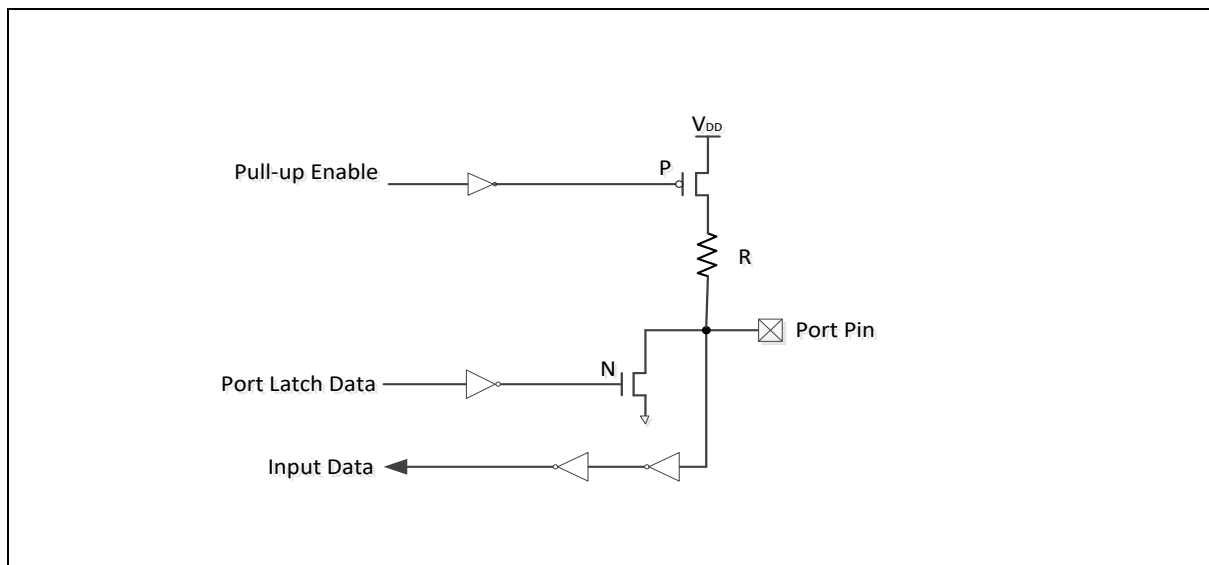 VDD
P
Pull-up Enable
R
Port Pin
N
Port Latch Data
Input Data